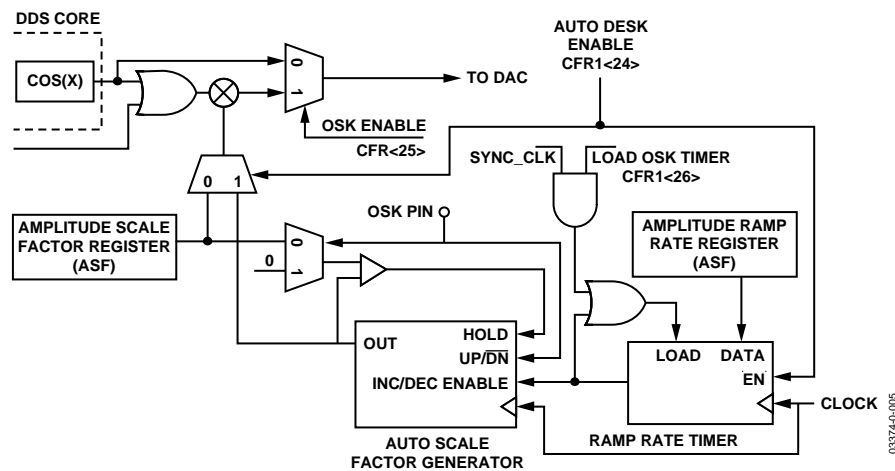 DDS CORE
COS(X)
0
1
TO DAC
OSK ENABLE
CFR<25>
AUTO DESK
ENABLE
CFR1<24>
SYNC_CLK
LOAD OSK TIMER
CFR1<26>
0 1
OSK PIN
AMPLITUDE SCALE
FACTOR REGISTER
(ASF)
0
1
0
AMPLITUDE RAMP
RATE REGISTER
(ASF)
OUT
HOLD
UP/DN
INC/DEC ENABLE
LOAD DATA
EN
CLOCK
RAMP RATE TIMER
AUTO SCALE
FACTOR GENERATOR
03374-0-005